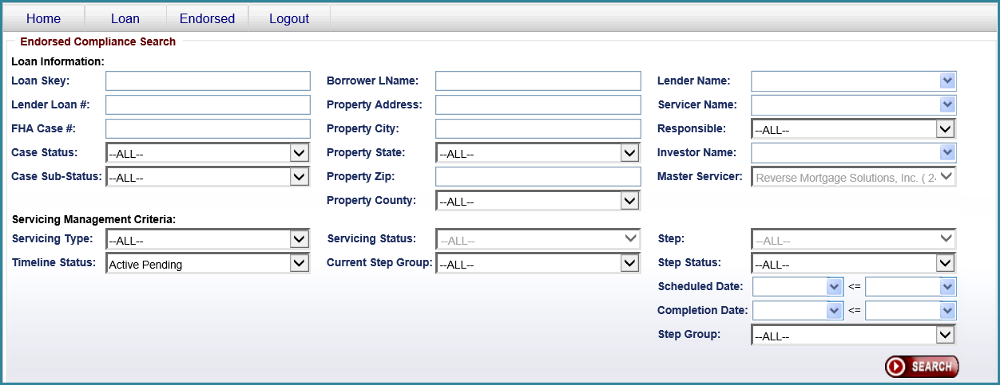 Home Loan Endorsed Logout
Endorsed Compliance Search
Loan Information:
Loan Skey: Borrower LName: Lender Name:
Lender Loan #: Property Address: Servicer Name:
FHA Case #: Property City: Responsible: --ALL--
Case Status: --ALL-- Property State: --ALL-- Investor Name:
Case Sub-Status: --ALL-- Property Zip: Master Servicer: Reverse Mortgage Solutions, Inc. ( 24
Property County: --ALL--
Servicing Management Criteria:
Servicing Type: --ALL-- Servicing Status: --ALL-- Step: --ALL--
Timeline Status: Active Pending Current Step Group: --ALL-- Step Status: --ALL--
Scheduled Date: <=
Completion Date: <=
Step Group: --ALL--
SEARCH